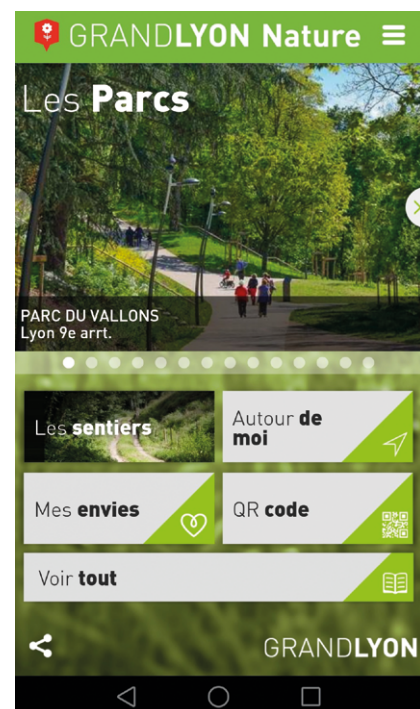 GRANDLYON Nature
Les Parcs
PARC DU VALLONS
Lyon 9e arrt.
Les sentiers
Autour de
moi
Mes envies
QR code
Voir tout
GRANDLYON